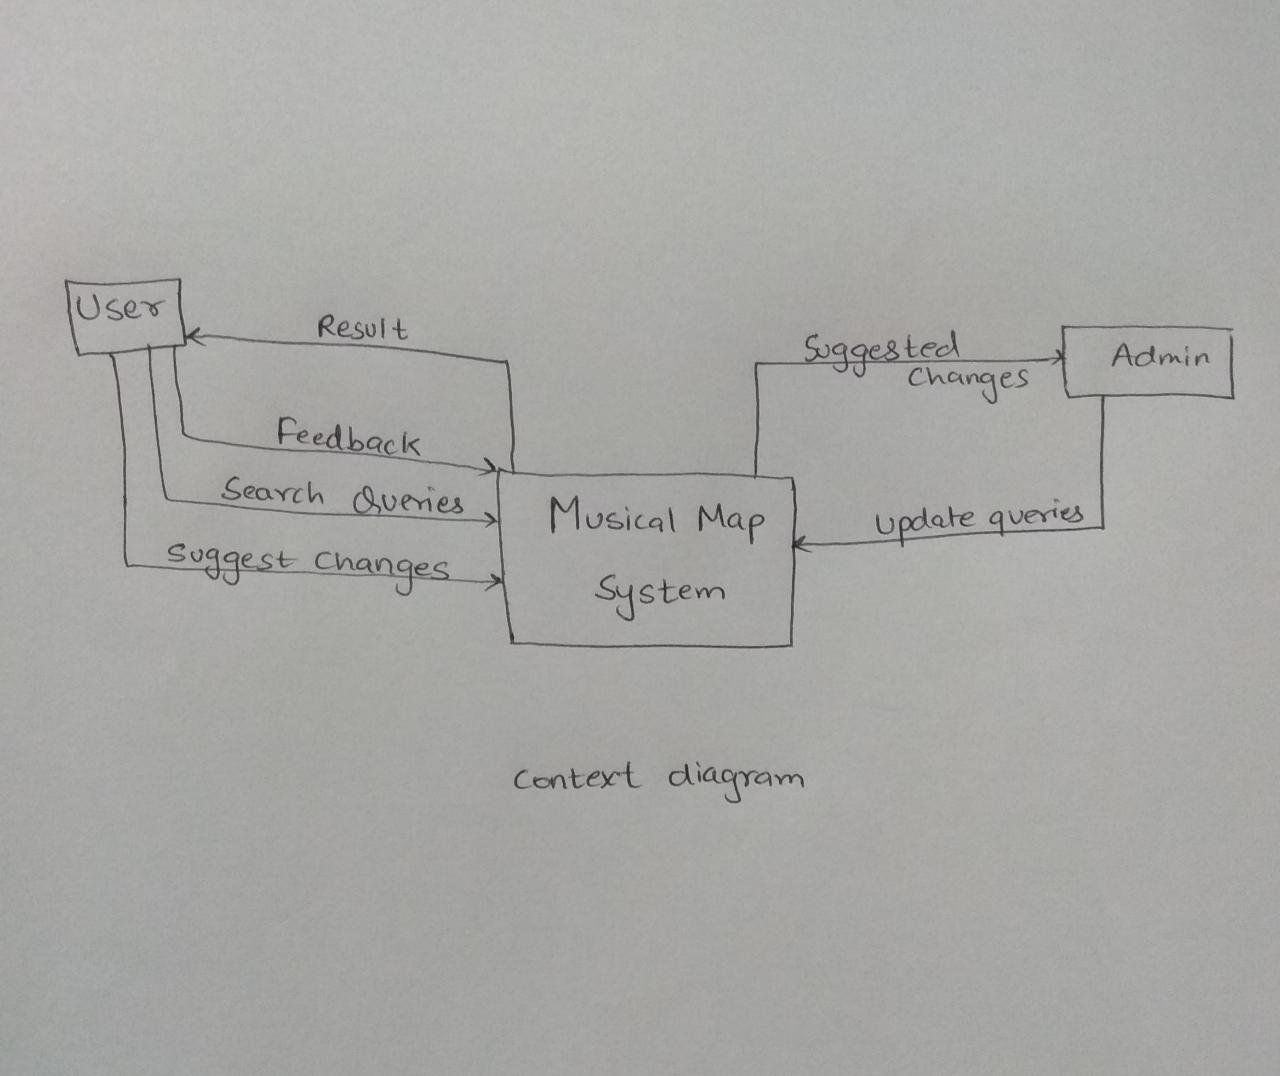 User
Result
Suggested
Changes
Admin
Feedback
Search Queries
Suggest Changes
Musical Map
System
Update queries
Context diagram